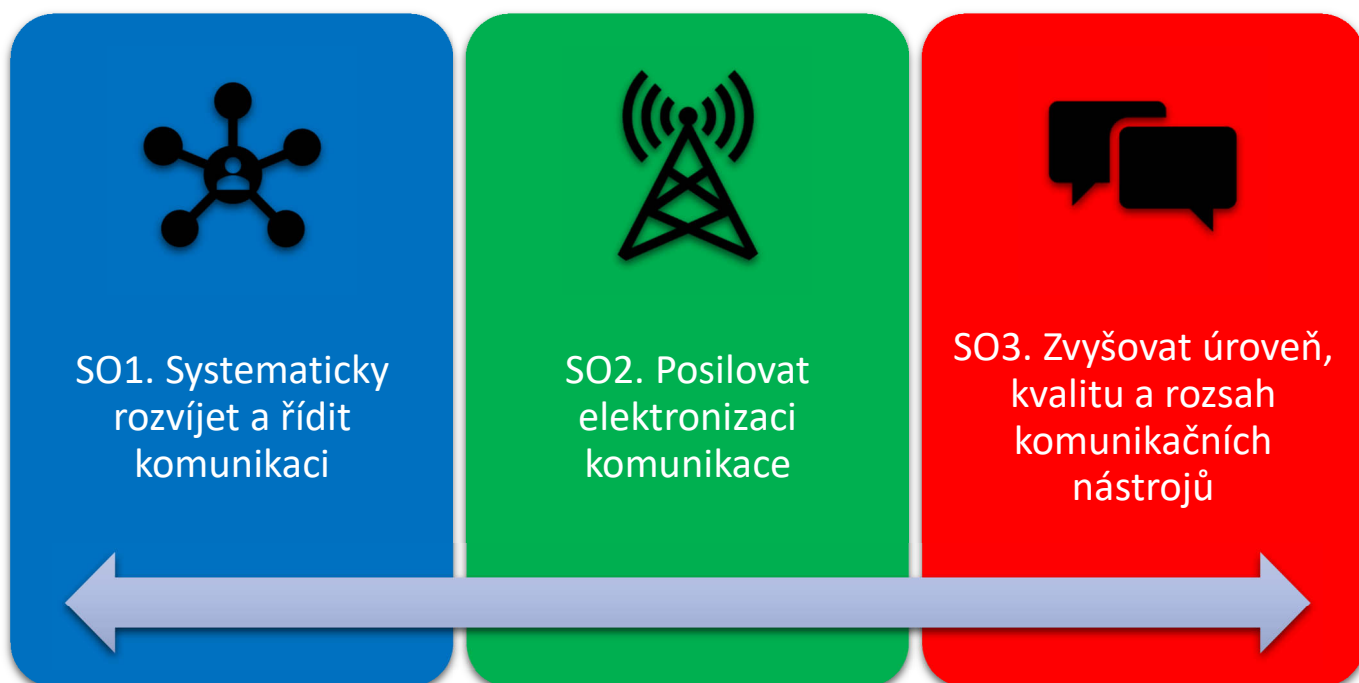 SO1. Systematicky
rozvíjet a řídit
komunikaci
SO2. Posilovat
elektronizaci
komunikace
SO3. Zvyšovat úroveň,
kvalitu a rozsah
komunikačních
nástrojů